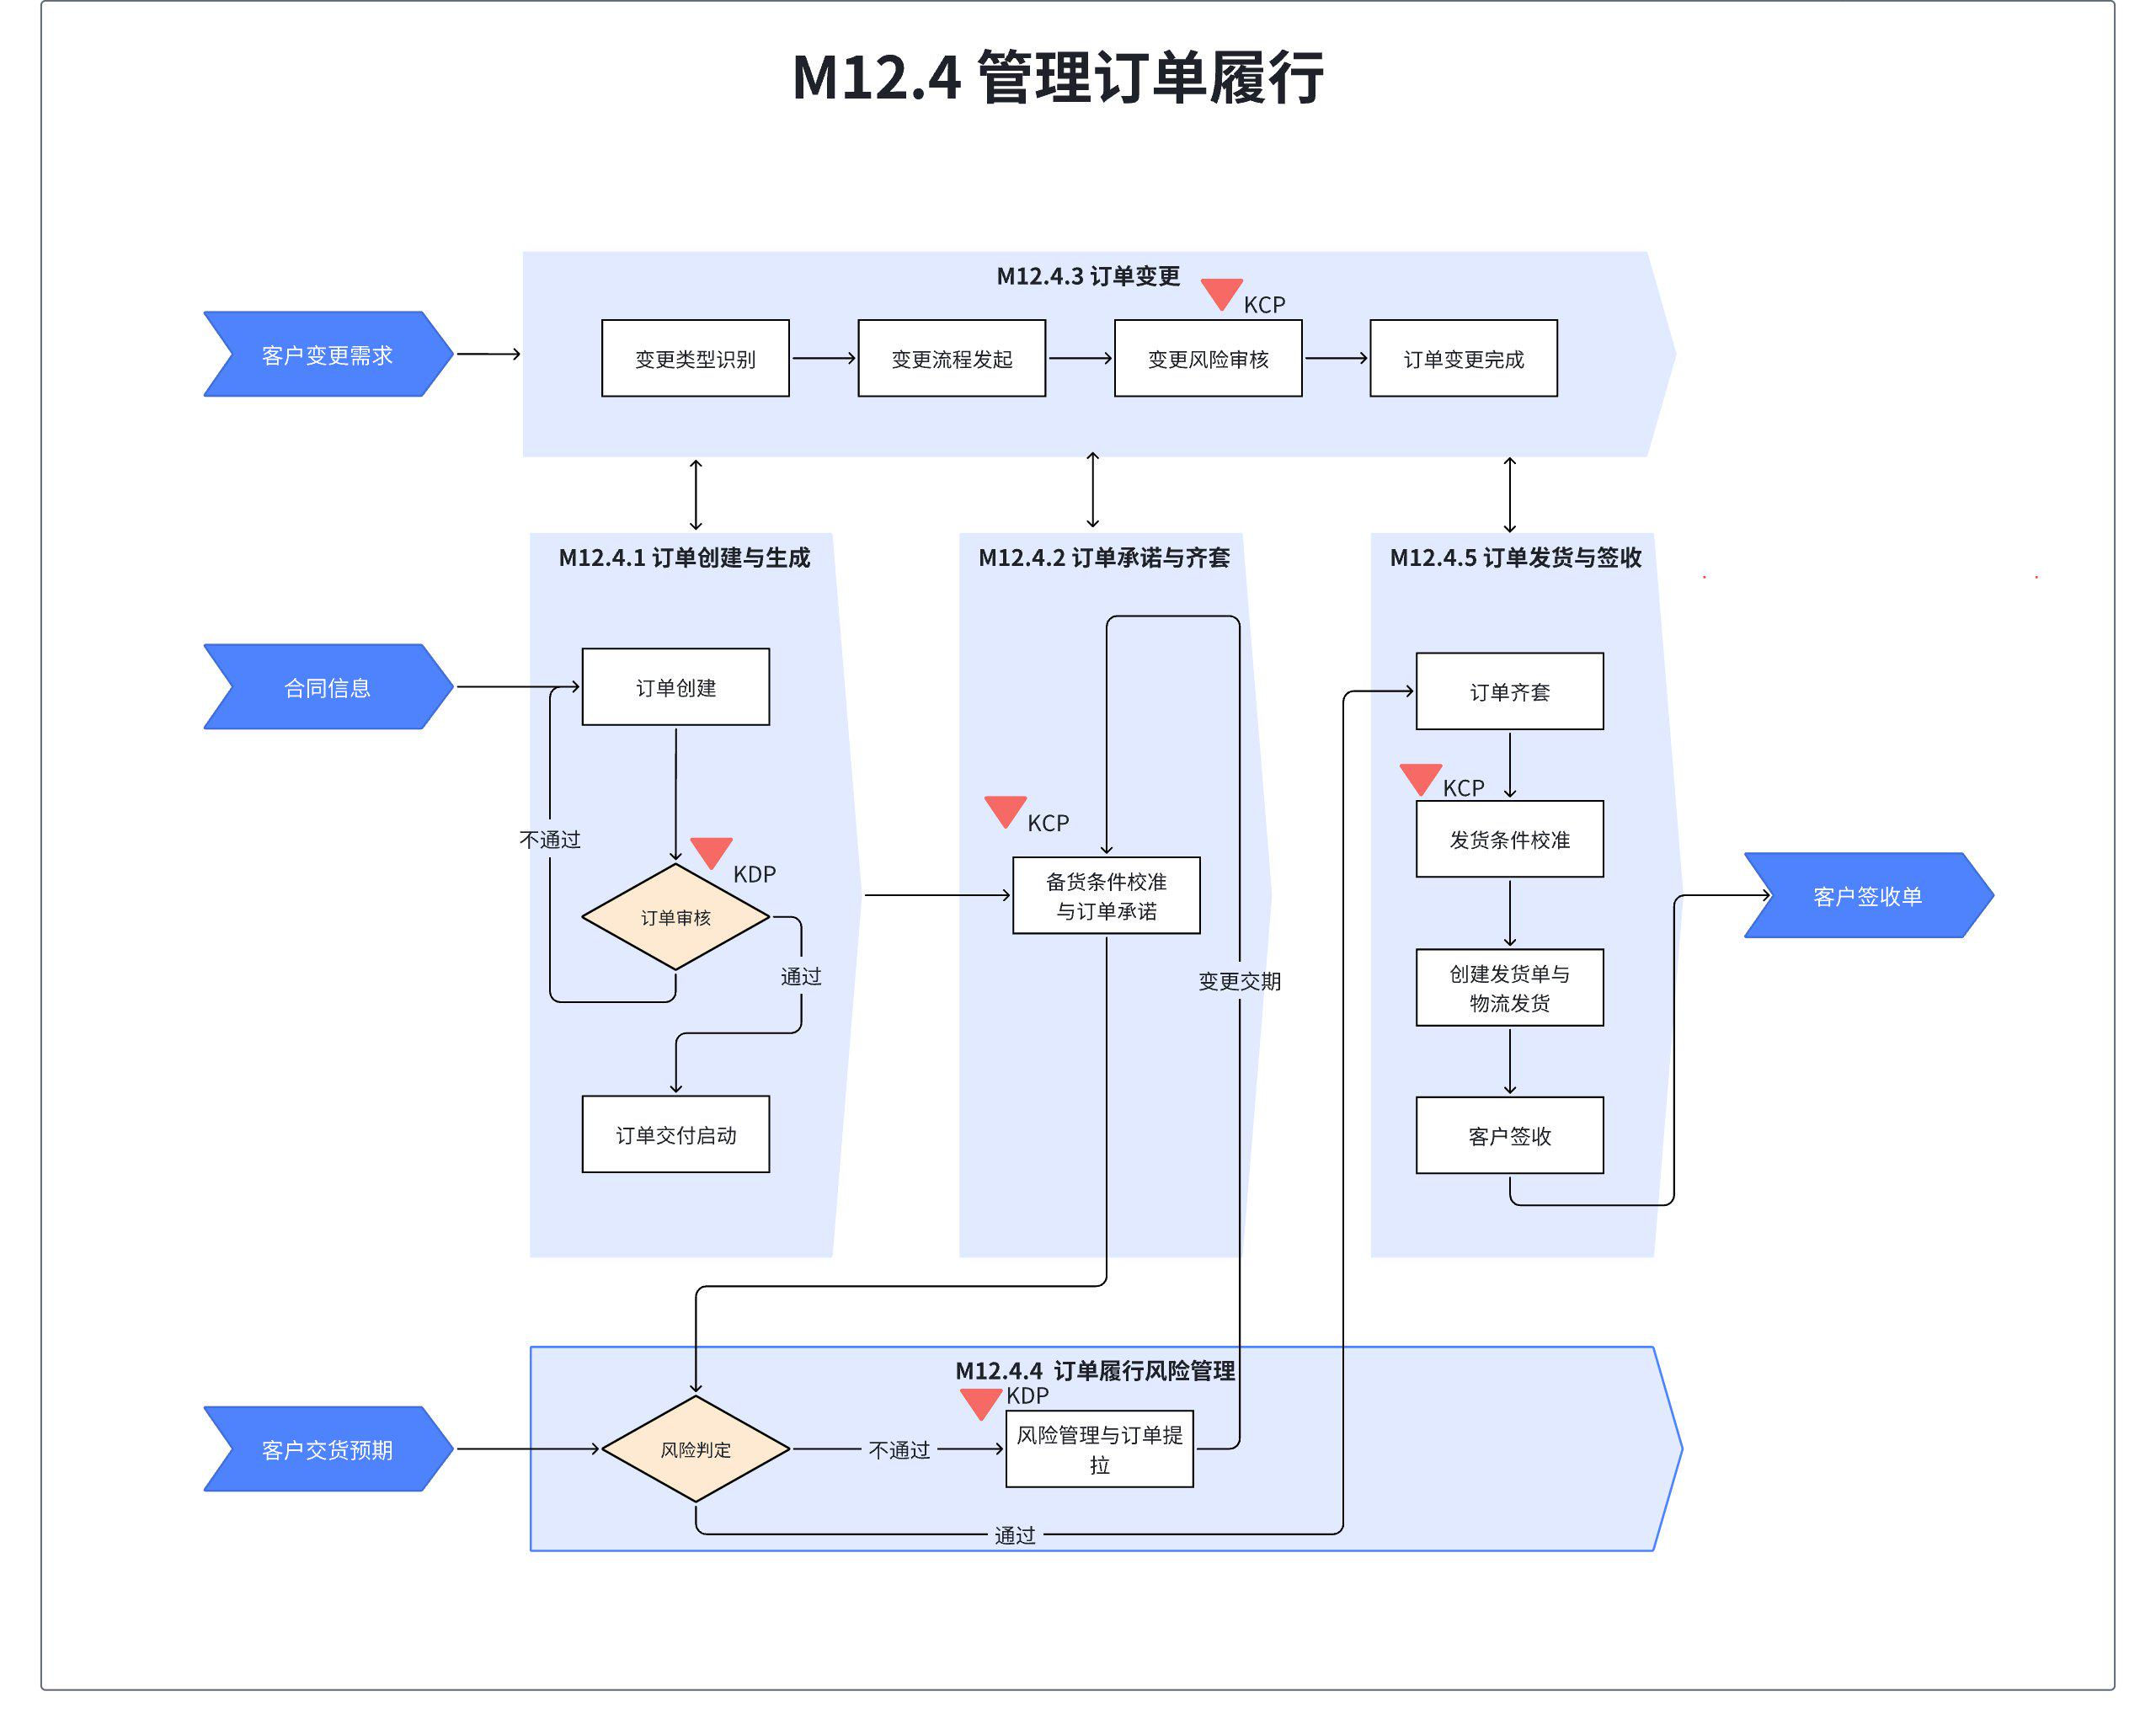 M12.4 管理订单履行
M12.4.3 订单变更
KCP
客户变更需求
变更类型识别
变更流程发起
变更风险审核
订单变更完成
M12.4.1 订单创建与生成
M12.4.2 订单承诺与齐套
M12.4.5 订单发货与签收
合同信息
订单创建
不通过
KDP
订单审核
通过
订单交付启动
KCP
备货条件校准
与订单承诺
变更交期
订单齐套
KCP
发货条件校准
创建发货单与
物流发货
客户签收
客户签收单
M12.4.4 订单履行风险管理
KDP
客户交货预期
风险判定
不通过
风险管理与订单提
拉
通过